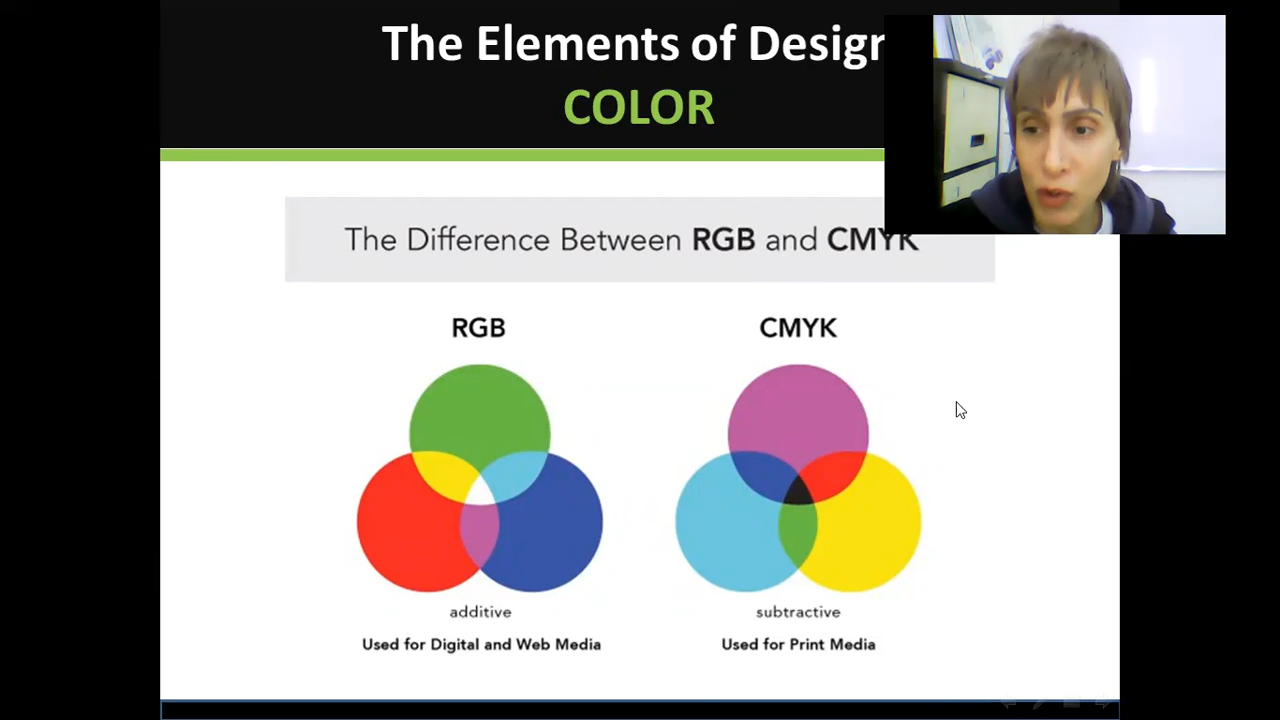 The Elements of Design
COLOR
The Difference Between RGB and CMYK
RGB
CMYK
additive
subtractive
Used for Digital and Web Media
Used for Print Media